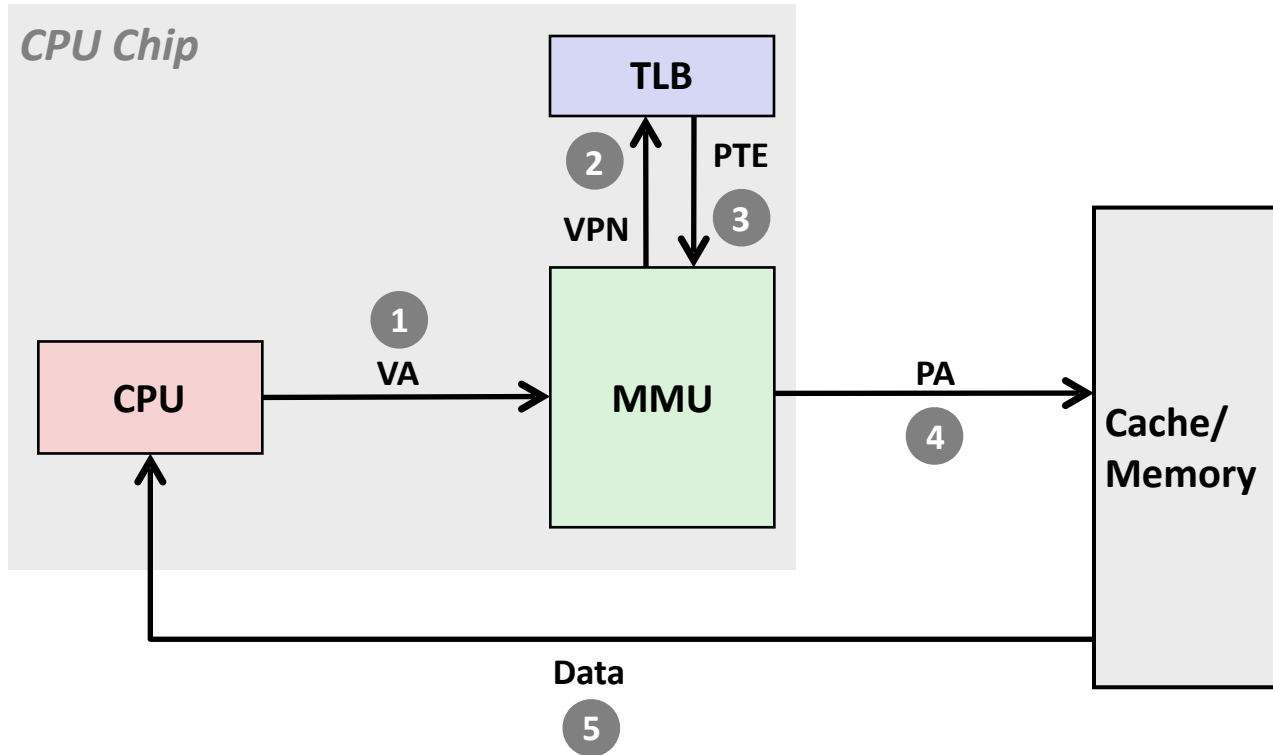 CPU Chip
TLB
2
PTE
VPN
3
1
VA
CPU
MMU
PA
4
Cache/
Memory
Data
5